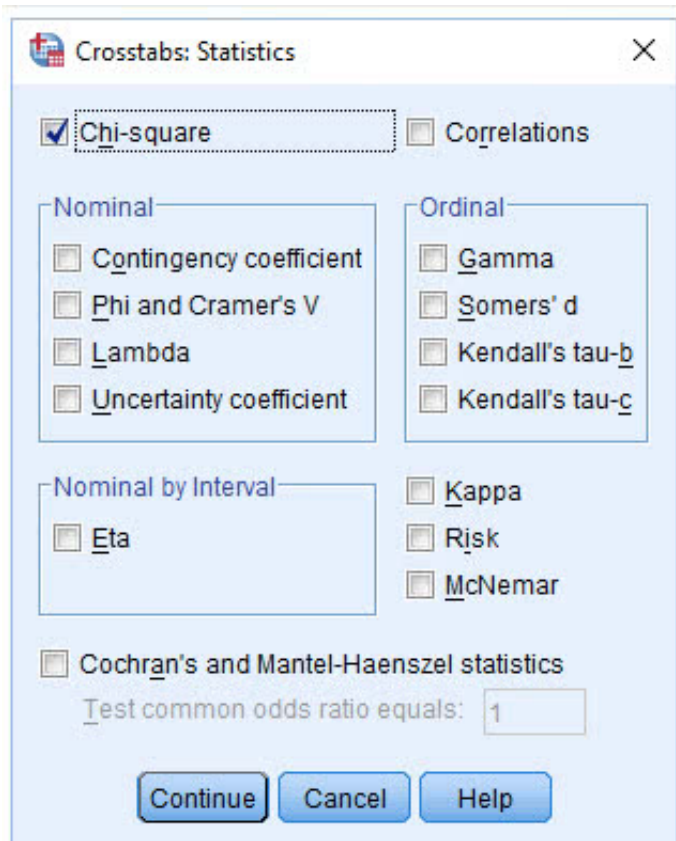 Crosstabs: Statistics
Chi-square
Correlations
Nominal
Contingency coefficient
Phi and Cramer's V
Lambda
Uncertainty coefficient
Ordinal
Gamma
Somers' d
Kendall's tau-b
Kendall's tau-c
Nominal by Interval
Eta
Kappa
Risk
McNemar
Cochran's and Mantel-Haenszel statistics
Test common odds ratio equals: 1
Continue Cancel Help